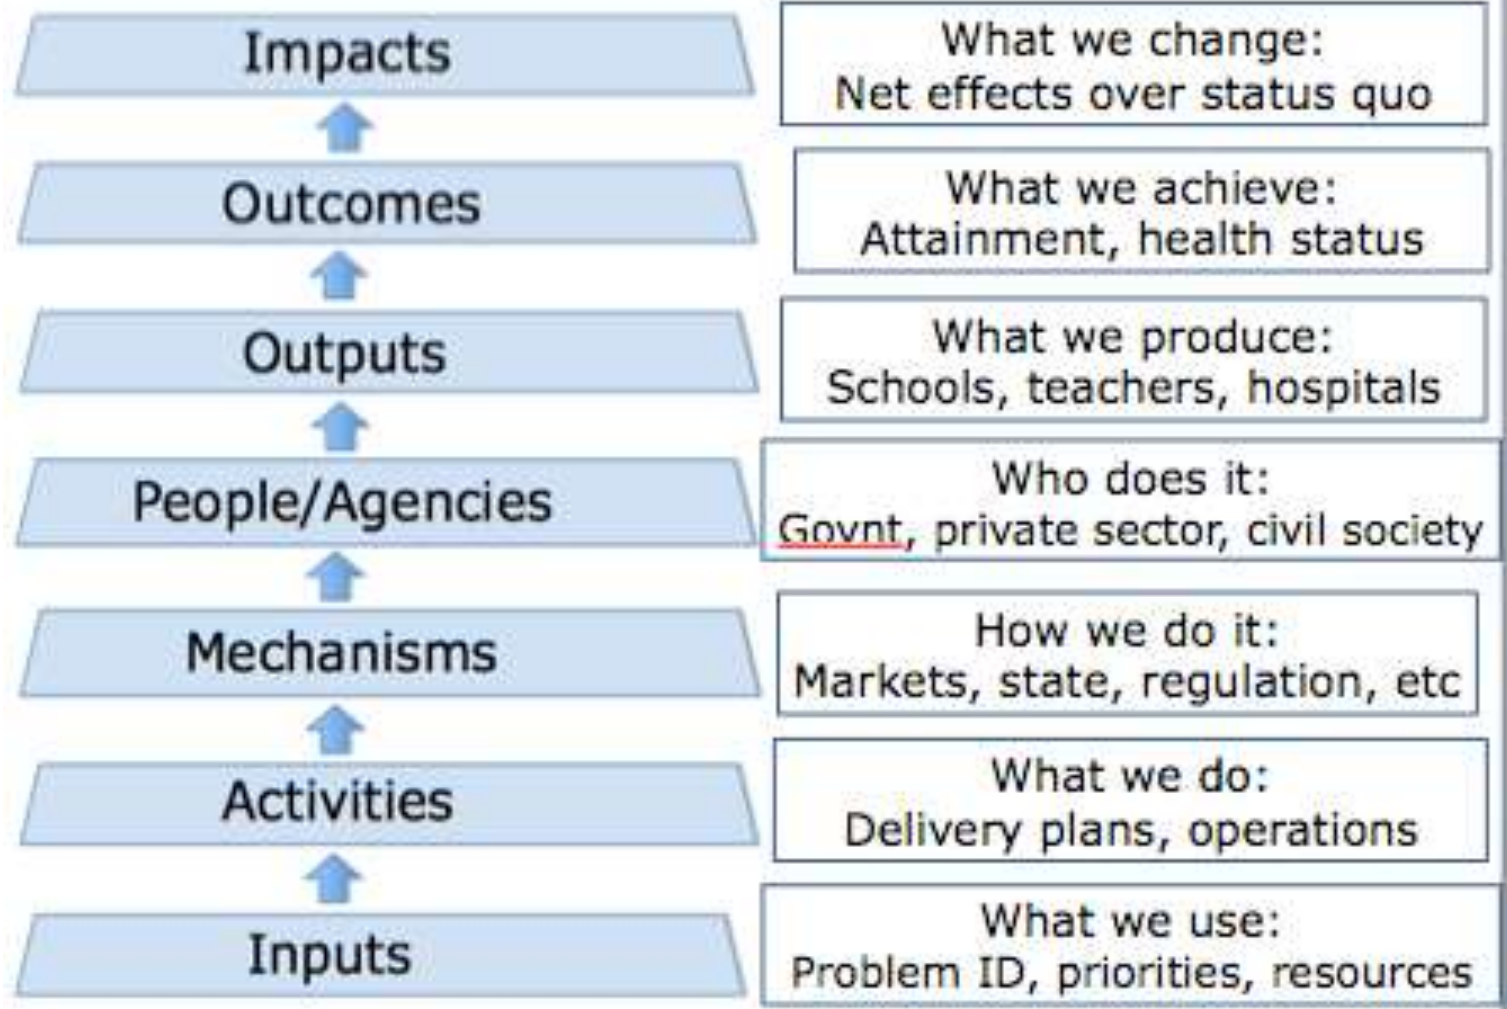 Impacts
What we change:
Net effects over status quo
Outcomes
What we achieve:
Attainment, health status
Outputs
What we produce:
Schools, teachers, hospitals
People/Agencies
Who does it:
Govnt, private sector, civil society
Mechanisms
How we do it:
Markets, state, regulation, etc
Activities
What we do:
Delivery plans, operations
Inputs
What we use:
Problem ID, priorities, resources